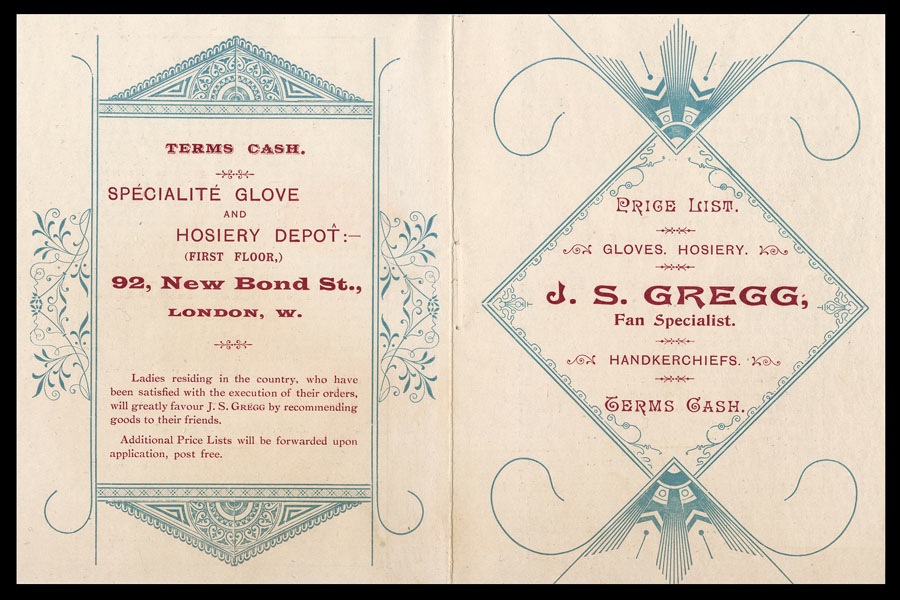 TERMS CASH.
SPÉCIALITÉ GLOVE
AND
HOSIERY DEPOT̂:—
(FIRST FLOOR,)
92, New Bond St.,
LONDON, W.
Ladies residing in the country, who have
been satisfied with the execution of their orders,
will greatly favour J. S. GREGG by recommending
goods to their friends.
Additional Price Lists will be forwarded upon
application, post free.
PRICE LIST.
GLOVES. HOSIERY.
J. S. GREGG,
Fan Specialist.
HANDKERCHIEFS.
TERMS CASH.